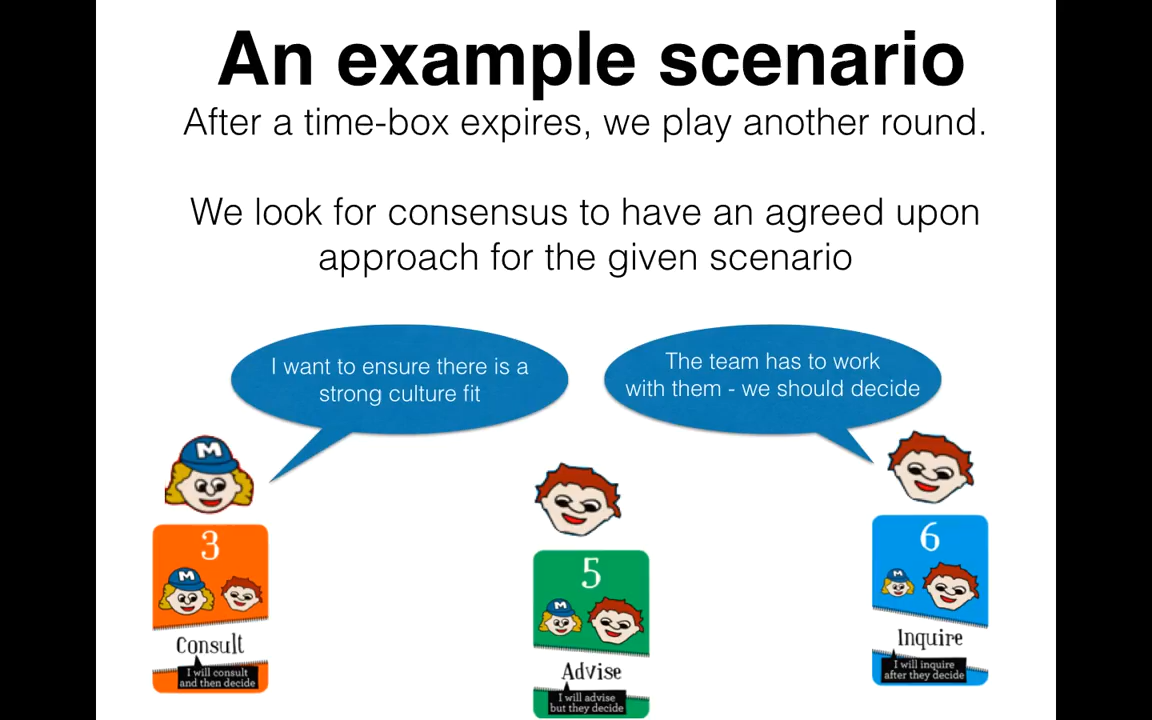 An example scenario
After a time-box expires, we play another round.
We look for consensus to have an agreed upon
approach for the given scenario
I want to ensure there is a
strong culture fit
The team has to work
with them - we should decide
M
3
M
Consult
I will consult
and then decide
5
M
Advise
I will advise
but they decide
6
M
Inquire
I will inquire
after they decide